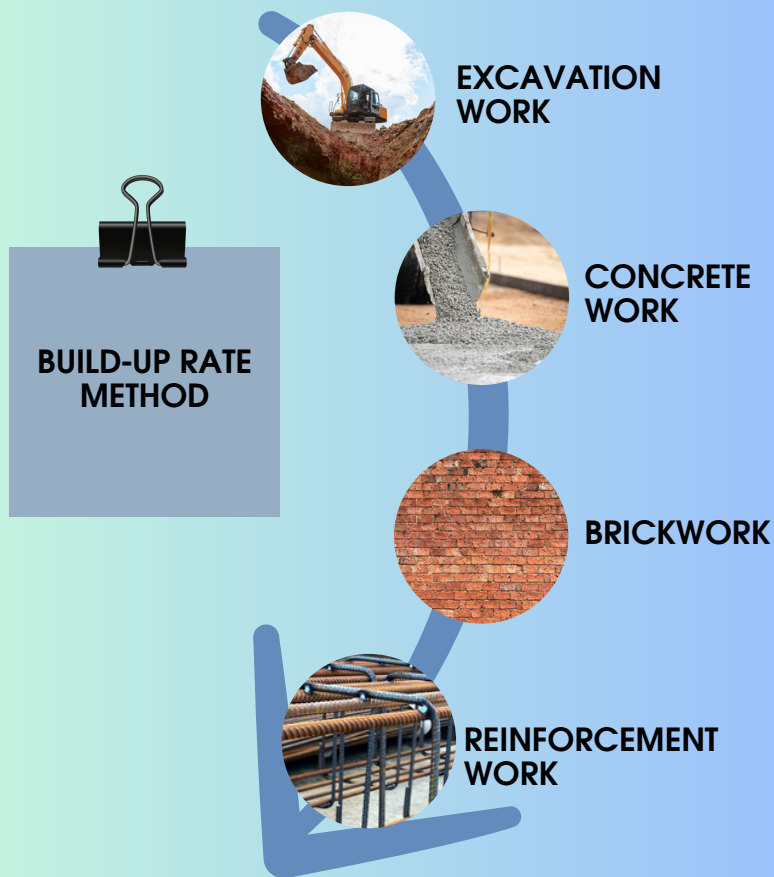 EXCAVATION
WORK
CONCRETE
WORK
BUILD-UP RATE
METHOD
BRICKWORK
REINFORCEMENT
WORK